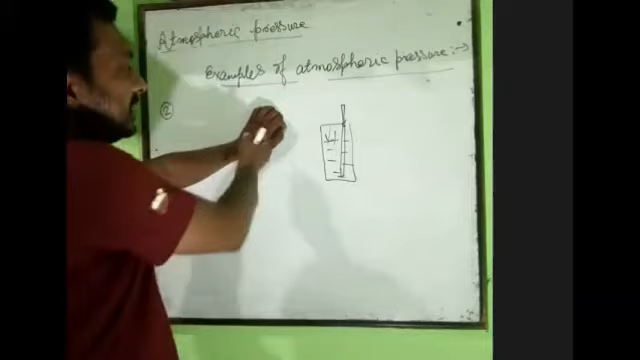 Atmospheric pressure
Examples of atmospheric pressure :→
②